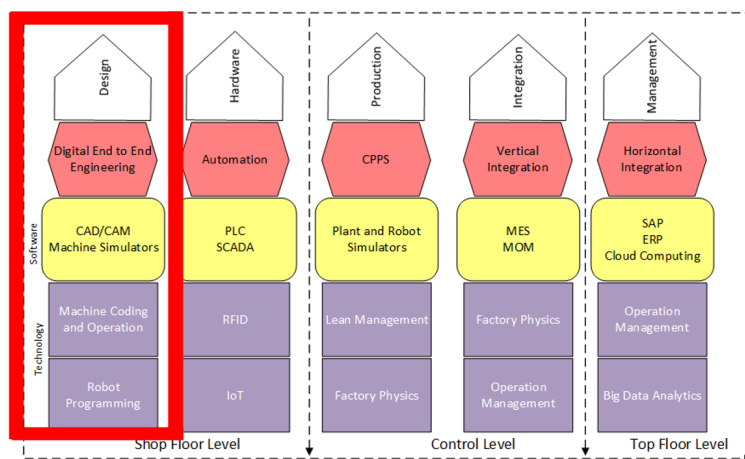 Design
Hardware
Production
Integration
Management
Digital End to End
Engineering
Automation
CPPS
Vertical
Integration
Horizontal
Integration
Software
CAD/CAM
Machine Simulators
PLC
SCADA
Plant and Robot
Simulators
MES
MOM
SAP
ERP
Cloud Computing
Technology
Machine Coding
and Operation
RFID
Lean Management
Factory Physics
Operation
Management
Robot
Programming
IoT
Factory Physics
Operation
Management
Big Data Analytics
Shop Floor Level
Control Level
Top Floor Level